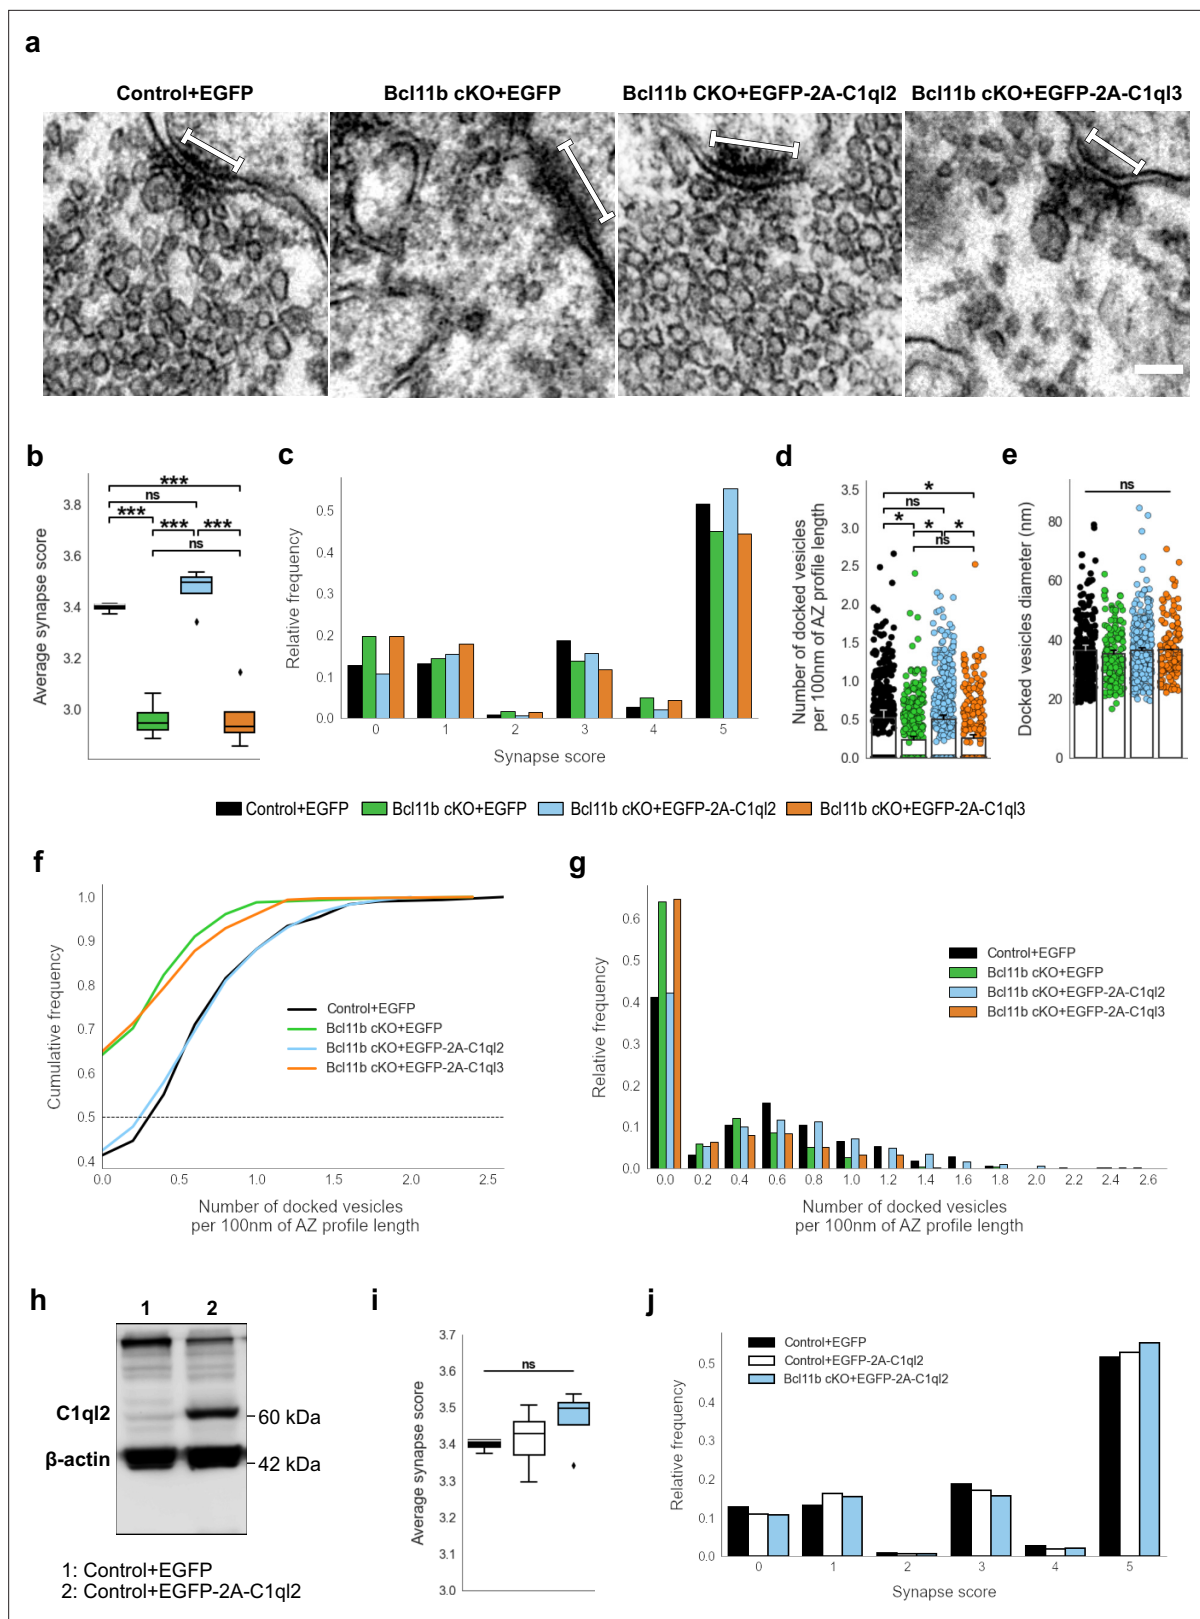 a
Control+EGFP
Bcl11b cKO+EGFP
Bcl11b CKO+EGFP-2A-C1ql2
Bcl11b cKO+EGFP-2A-C1ql3
b
Average synapse score
3.8
3.6
3.4
3.2
3.0
***
ns
***
***
***
ns
c
Relative frequency
0.5
0.4
0.3
0.2
0.1
0.0
0
1
2
3
4
5
Synapse score
d
Number of docked vesicles
per 100nm of AZ profile length
3.5
3.0
2.5
2.0
1.5
1.0
0.5
0.0
*
ns
*
*
*
ns
e
Docked vesicles diameter (nm)
80
60
40
20
0
ns
Control+EGFP
Bcl11b cKO+EGFP
Bcl11b cKO+EGFP-2A-C1ql2
Bcl11b cKO+EGFP-2A-C1ql3
f
Cumulative frequency
1.0
0.9
0.8
0.7
0.6
0.5
0.4
0.0
0.5
1.0
1.5
2.0
2.5
Control+EGFP
Bcl11b cKO+EGFP
Bcl11b cKO+EGFP-2A-C1ql2
Bcl11b cKO+EGFP-2A-C1ql3
Number of docked vesicles
per 100nm of AZ profile length
g
Relative frequency
0.6
0.5
0.4
0.3
0.2
0.1
0.0
0.0
0.2
0.4
0.6
0.8
1.0
1.2
1.4
1.6
1.8
2.0
2.2
2.4
2.6
Control+EGFP
Bcl11b cKO+EGFP
Bcl11b cKO+EGFP-2A-C1ql2
Bcl11b cKO+EGFP-2A-C1ql3
Number of docked vesicles
per 100nm of AZ profile length
h
1
2
C1ql2
60 kDa
β-actin
42 kDa
1: Control+EGFP
2: Control+EGFP-2A-C1ql2
i
Average synapse score
3.7
3.6
3.5
3.4
3.3
3.2
3.1
3.0
ns
j
Relative frequency
0.5
0.4
0.3
0.2
0.1
0.0
0
1
2
3
4
5
Control+EGFP
Control+EGFP-2A-C1ql2
Bcl11b cKO+EGFP-2A-C1ql2
Synapse score